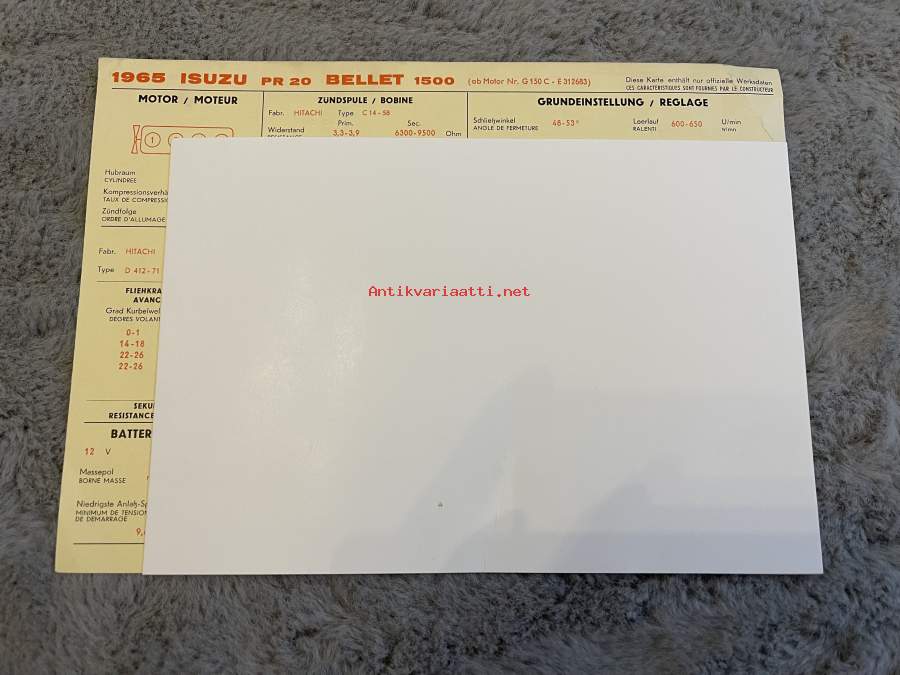 1965 ISUZU PR 20 BELLET 1500 (ab Motor Nr. G 150 C - E 312683)
Diese Karte enthält nur offizielle Werksdaten
CES CARACTÉRISTIQUES SONT FOURNIES PAR LE CONSTRUCTEUR
MOTOR / MOTEUR
1
Hubraum
CYLINDREE
Kompressionsverhä
TAUX DE COMPRESSI
Zündfolge
ORDRE D'ALLUMAGE
Fabr. HITACHI
Type D 412-71
FLIEHKRA
AVANC
Grad Kurbelwel
DEGRES VOLAN
0-1
14-18
22-26
22-26
SEKU
RESISTANCE
BATTER
12 V
Massepol
BORNE MASSE
Niedrigste Anlaß-Sp
MINIMUM DE TENSION
DE DEMARRAGE
9,
ZUNDSPULE / BOBINE
Fabr. HITACHI Type C 14 - 58
Prim. Sec.
Widerstand 3,3-3,9 6300-9500 Ohm
GRUNDEINSTELLUNG / REGLAGE
Schließwinkel 48-53°
ANGLE DE FERMETURE
Leerlauf 600-650 U/min
RALENTI t/mn
Antikvariaatti.net